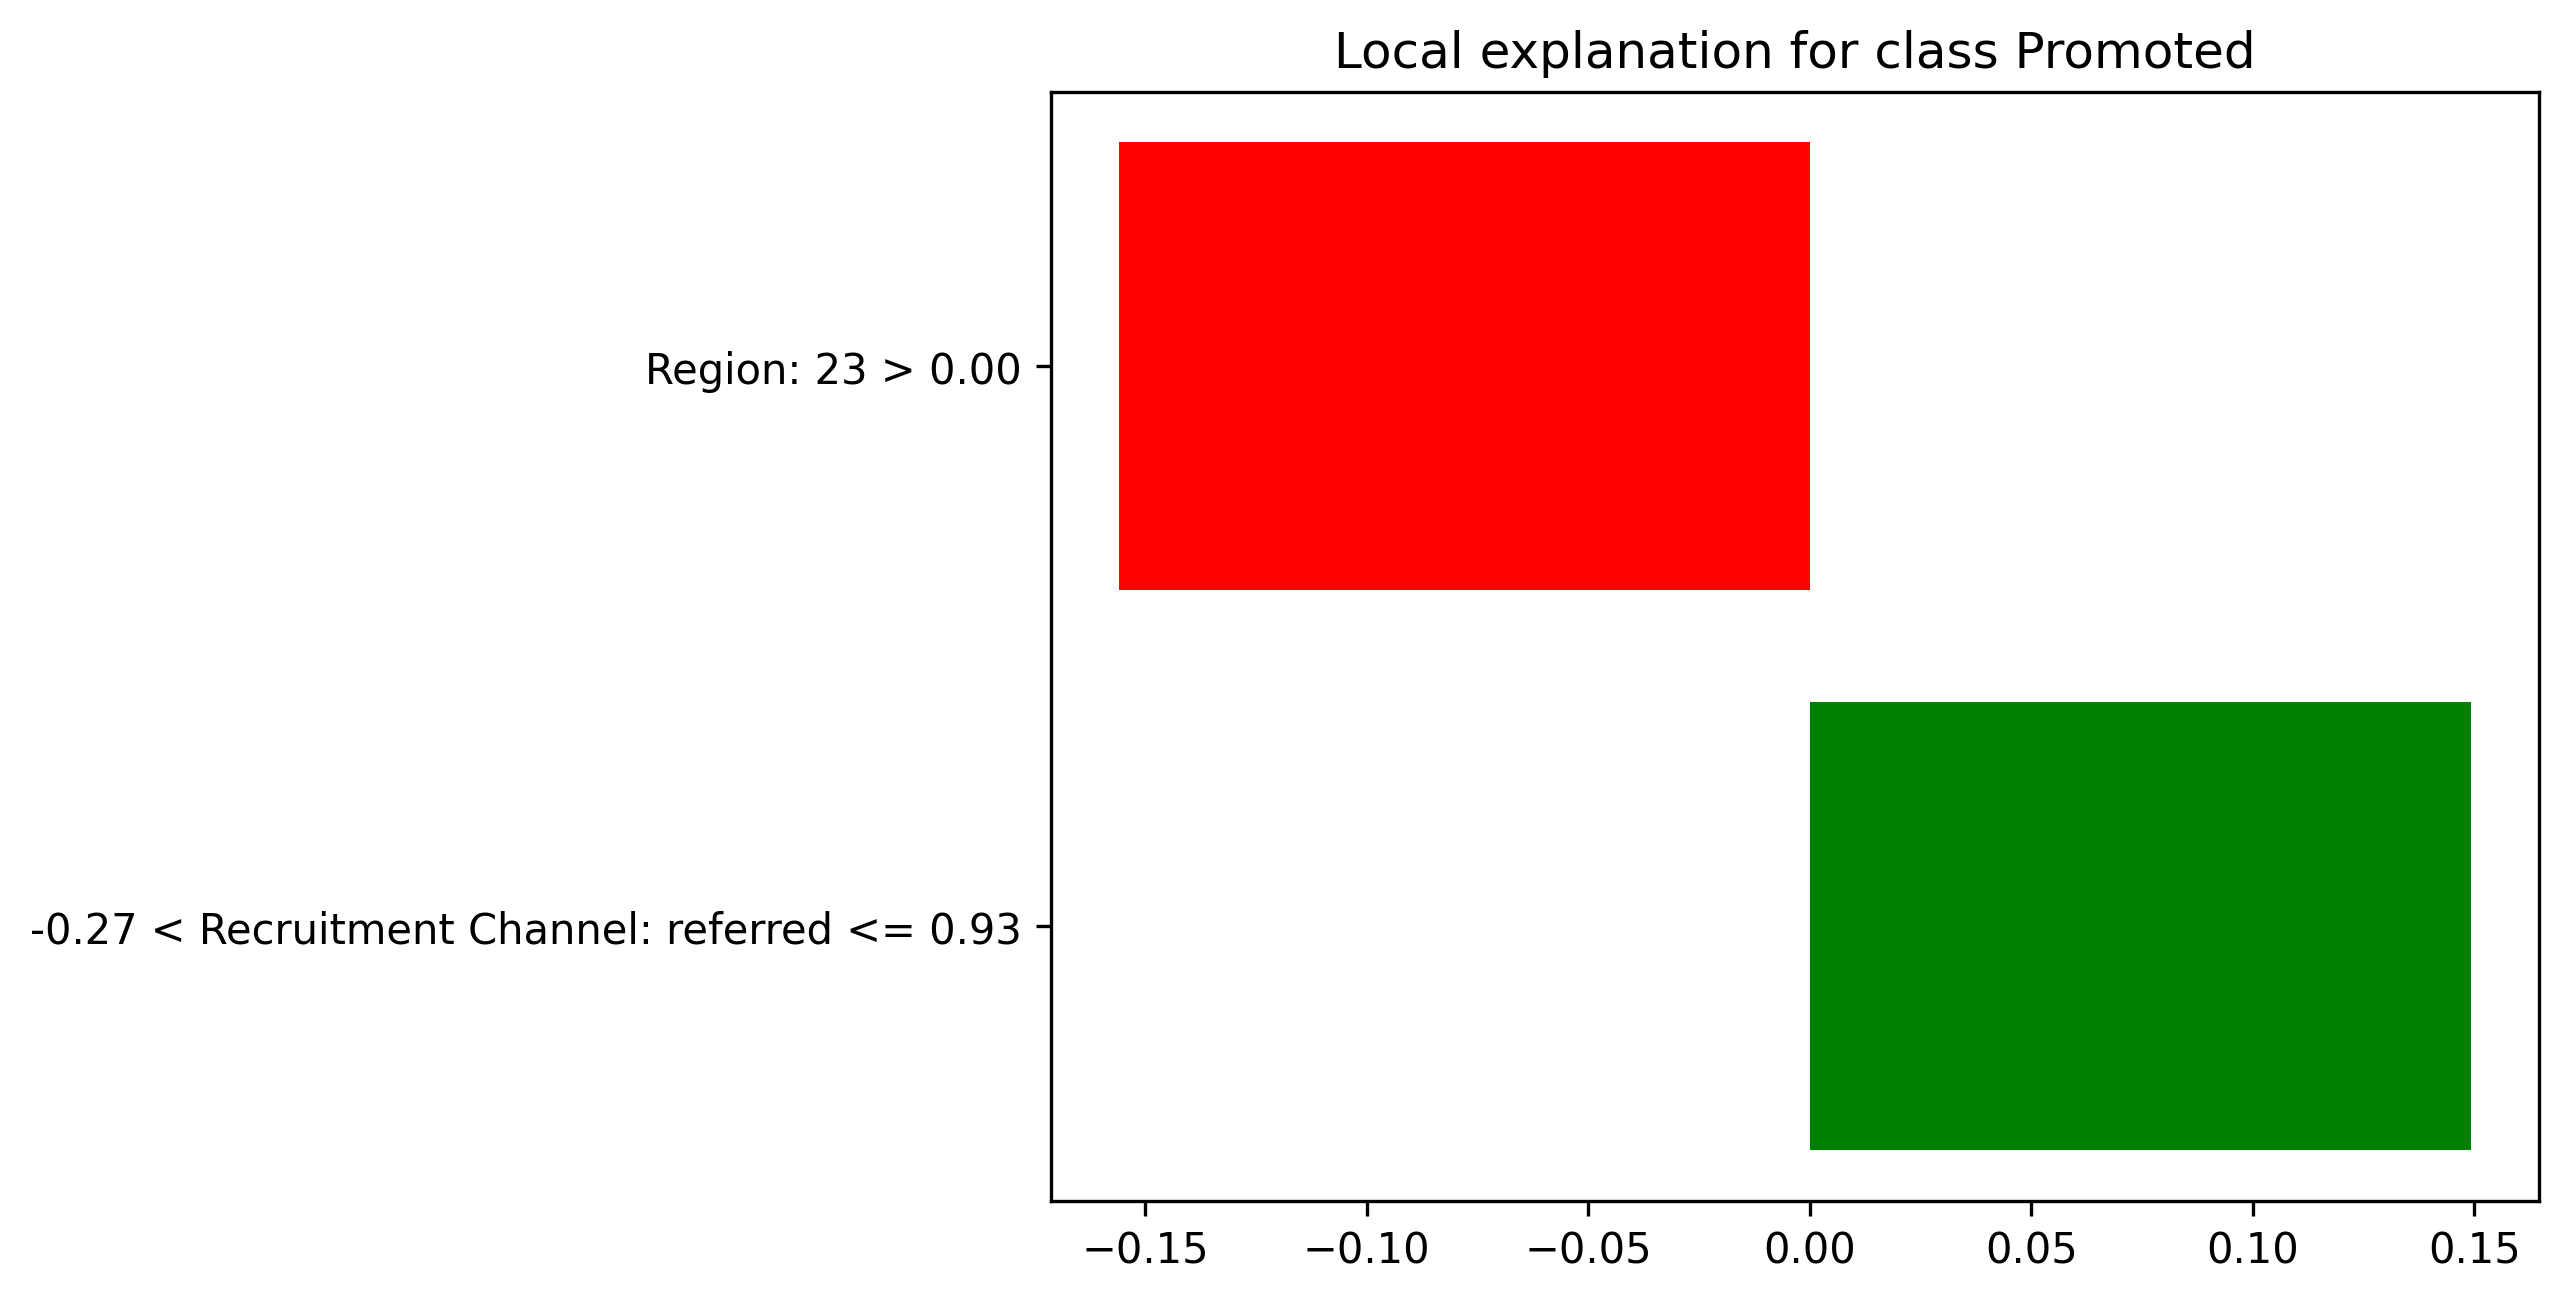 Local explanation for class Promoted
Region: 23 > 0.00
-0.27 < Recruitment Channel: referred <= 0.93
−0.15 −0.10 −0.05 0.00 0.05 0.10 0.15